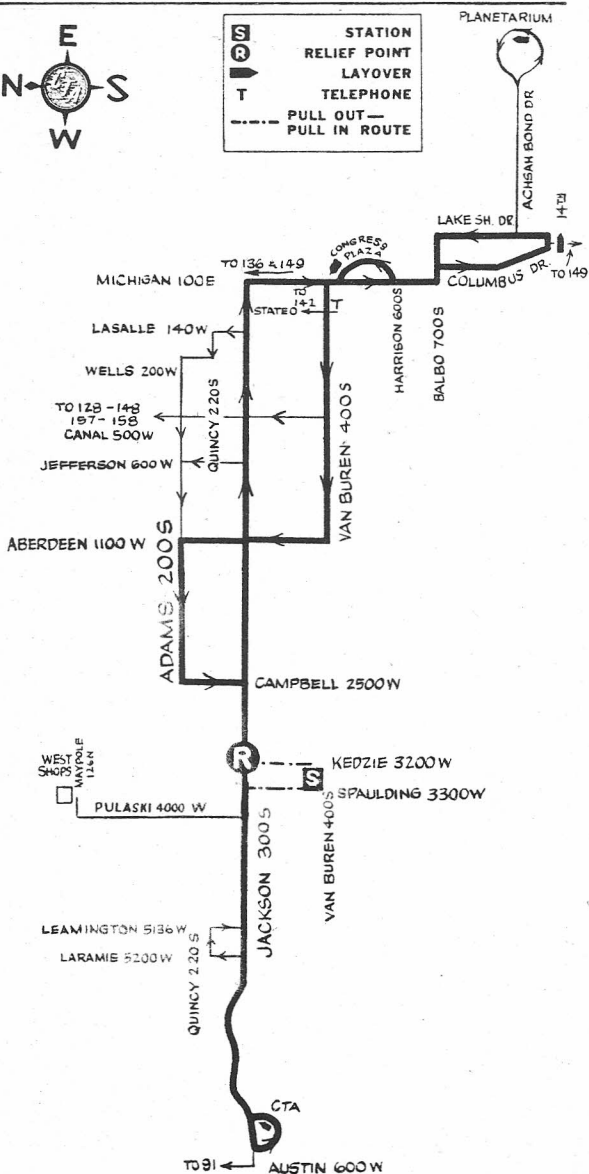 E
N S
W
S STATION
R RELIEF POINT
LAYOVER
T TELEPHONE
PULL OUT—
PULL IN ROUTE
PLANETARIUM
ACHSAH BOND DR
LAKE SH. DR.
14TH
COLUMBUS DR.
TO 149
CONGRESS
PLAZA
TO 136 & 149
MICHIGAN 100E
TO
142
T
STATE 0
HARRISON 600S
BALBO 700S
LASALLE 140W
WELLS 200W
QUINCY 220S
TO 128-148
157-158
CANAL 500W
VAN BUREN 400S
JEFFERSON 600W
ABERDEEN 1100 W
ADAMS 200S
CAMPBELL 2500W
R
KEDZIE 3200W
S
SPAULDING 3300W
WEST
SHOPS
MAYPOLE
126N
PULASKI 4000 W
VAN BUREN 400S
JACKSON 300S
LEAMINGTON 5136W
LARAMIE 5200W
QUINCY 220S
CTA
TO 91
AUSTIN 600W